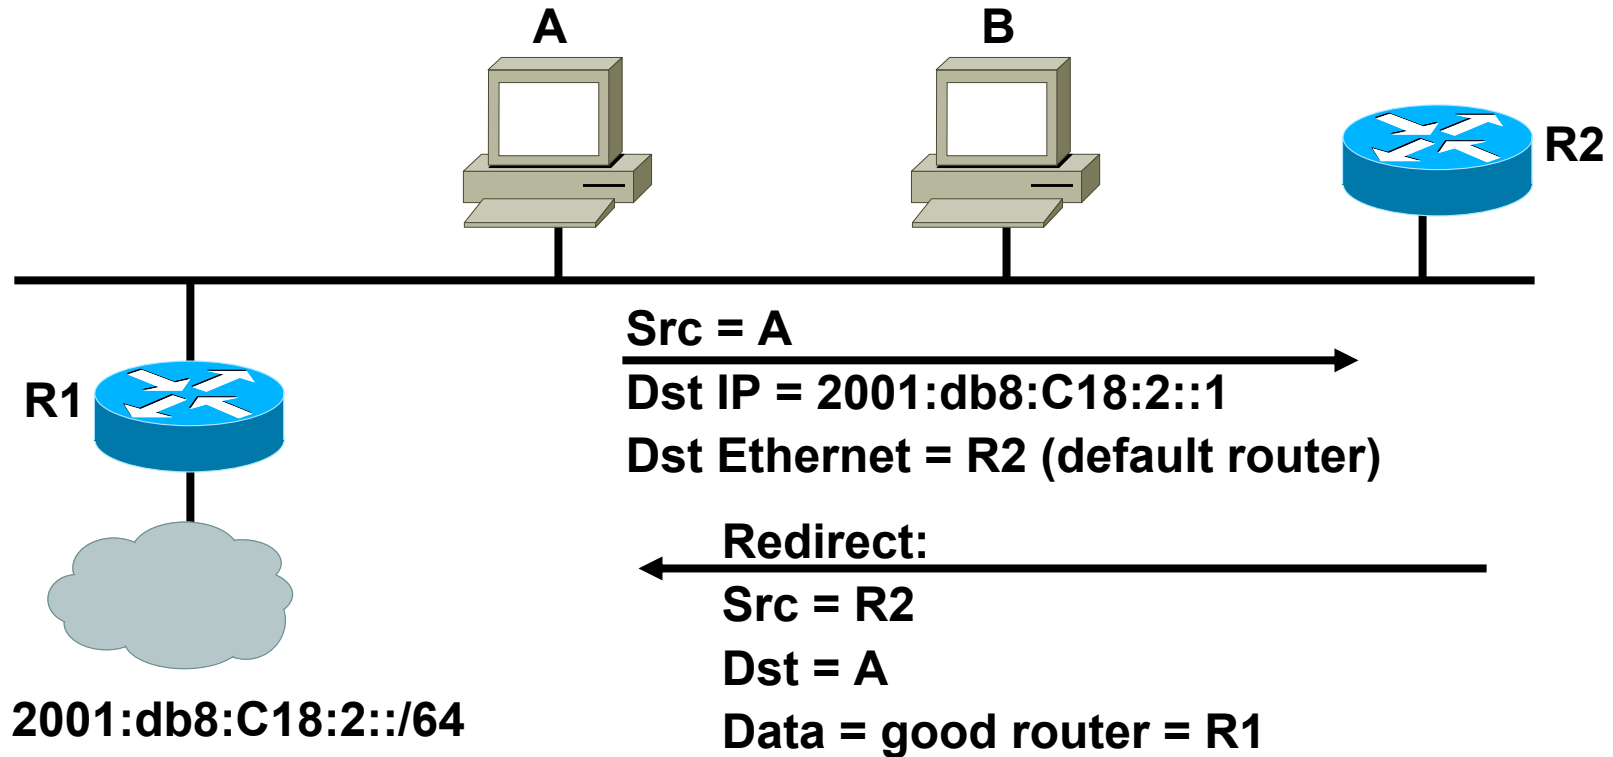 A
B
R2
Src = A
Dst IP = 2001:db8:C18:2::1
Dst Ethernet = R2 (default router)
R1
Redirect:
Src = R2
Dst = A
Data = good router = R1
2001:db8:C18:2::/64